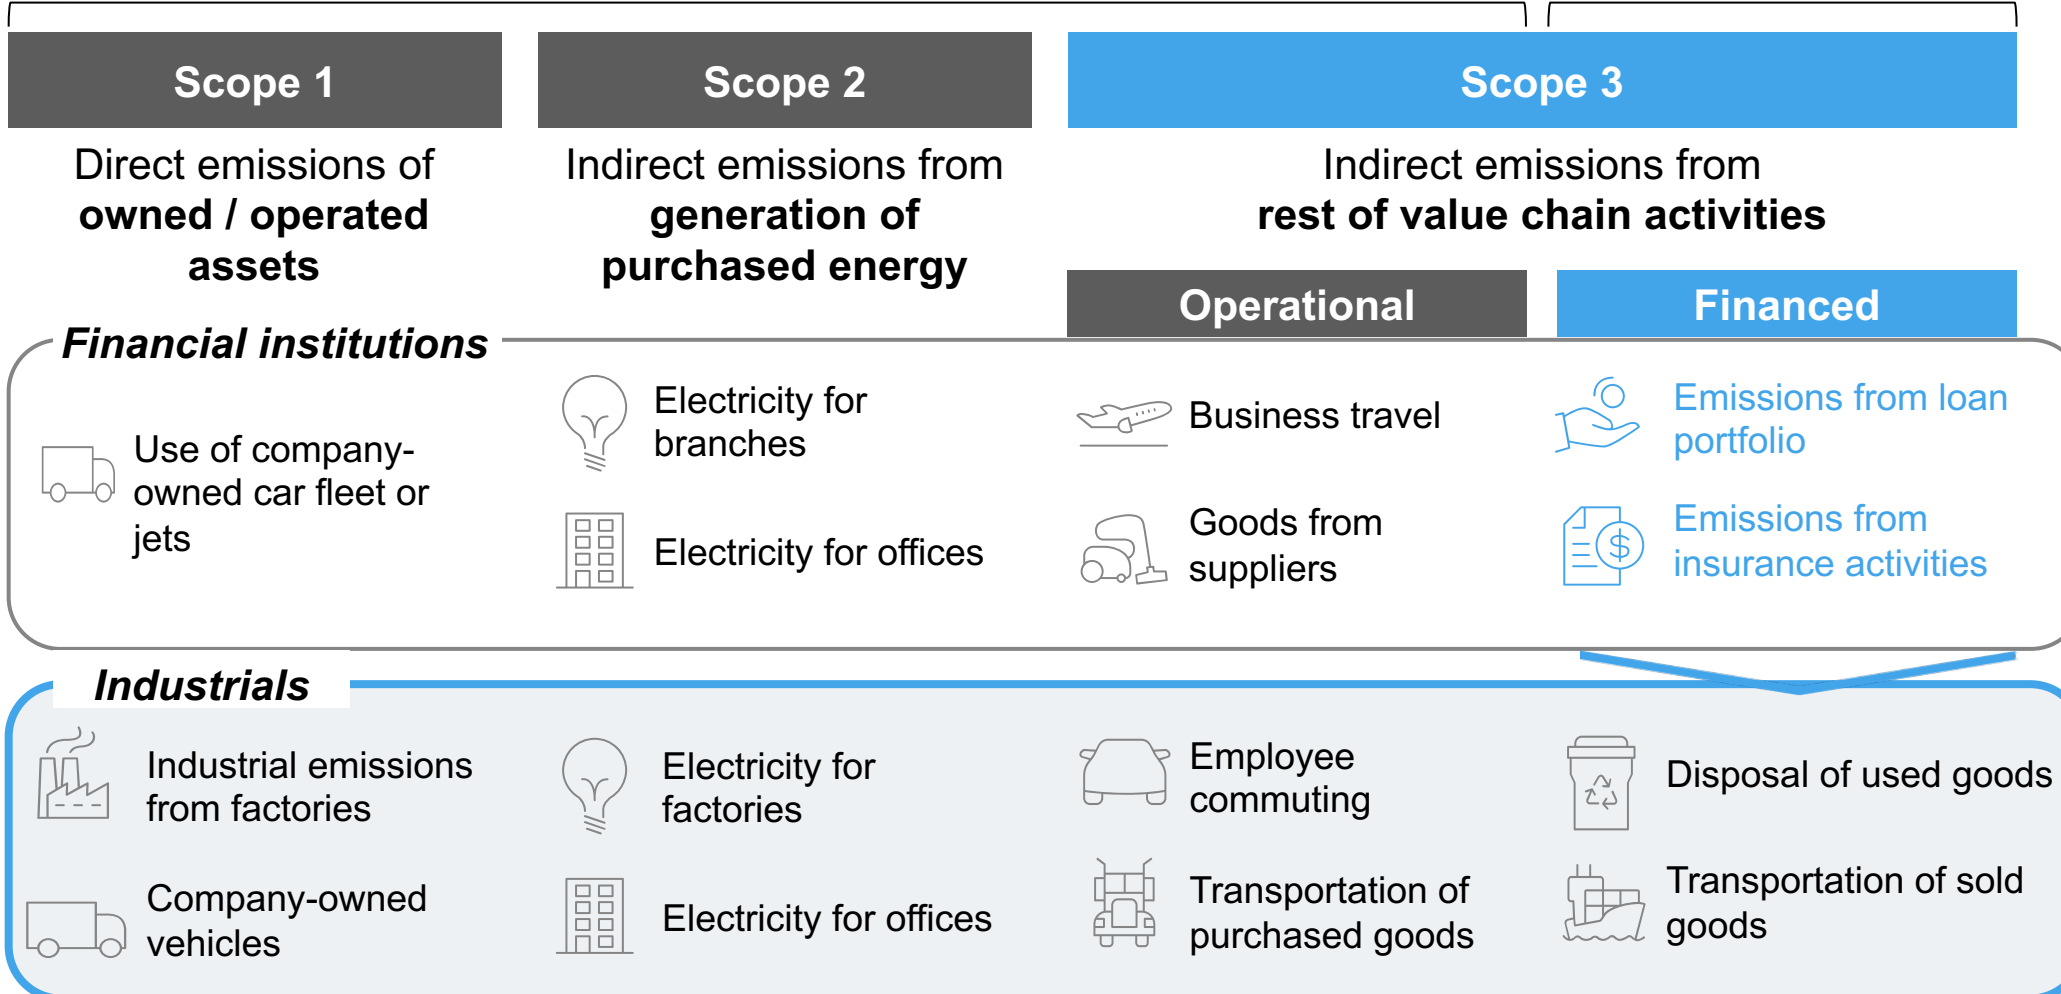 Scope 1
Scope 2
Scope 3
Direct emissions of
owned / operated
assets
Indirect emissions from
generation of
purchased energy
Indirect emissions from
rest of value chain activities
Operational
Financed
Financial institutions
Use of company-
owned car fleet or
jets
Electricity for
branches
Electricity for offices
Business travel
Goods from
suppliers
Emissions from loan
portfolio
$
Emissions from
insurance activities
Industrials
Industrial emissions
from factories
Company-owned
vehicles
Electricity for
factories
Electricity for offices
Employee
commuting
Transportation of
purchased goods
Disposal of used goods
Transportation of sold
goods